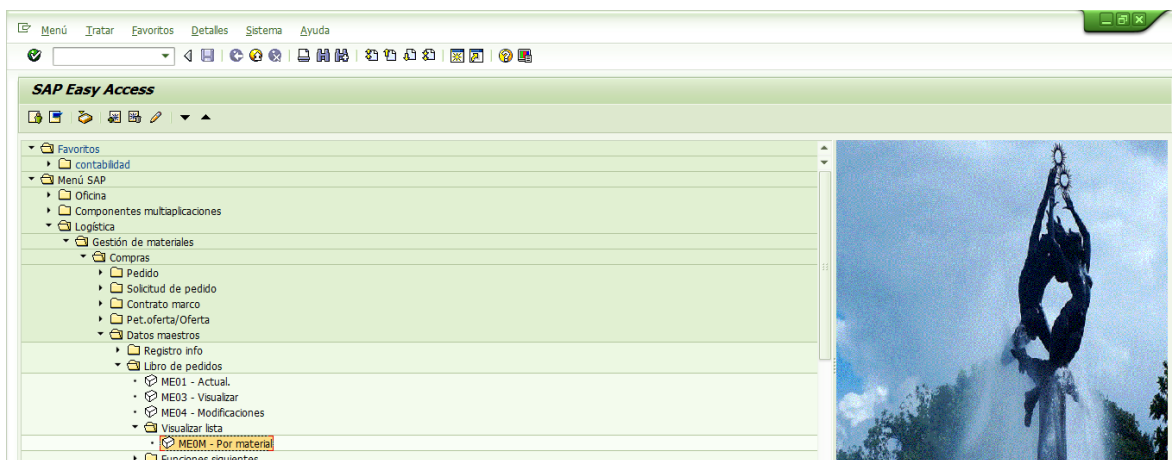 Menú Tratar Favoritos Detalles Sistema Ayuda
SAP Easy Access
Favoritos
contabilidad
Menú SAP
Oficina
Componentes multiaplicaciones
Logística
Gestión de materiales
Compras
Pedido
Solicitud de pedido
Contrato marco
Pet.oferta/Oferta
Datos maestros
Registro info
Libro de pedidos
ME01 - Actual.
ME03 - Visualizar
ME04 - Modificaciones
Visualizar lista
ME0M - Por material
Funciones siguientes